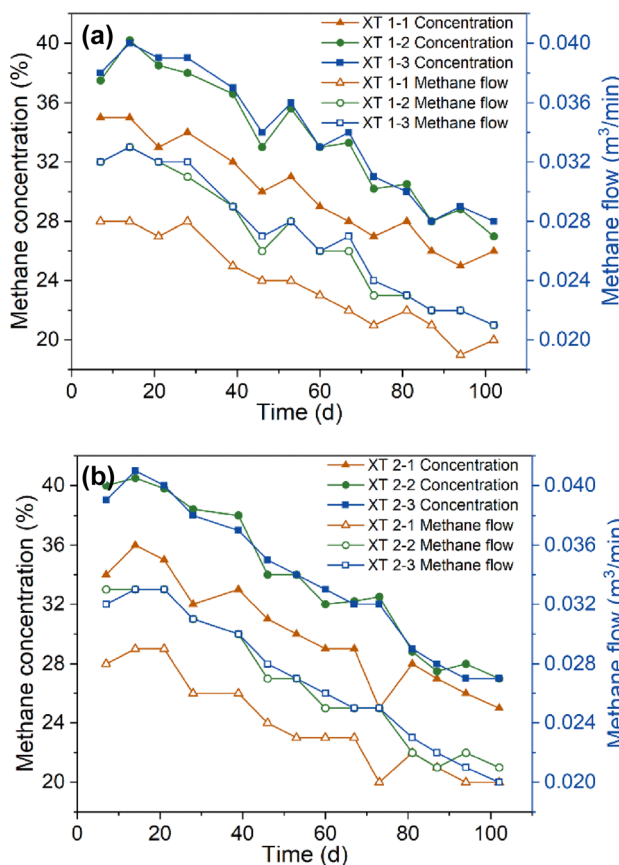 (a)
XT 1-1 Concentration
XT 1-2 Concentration
XT 1-3 Concentration
XT 1-1 Methane flow
XT 1-2 Methane flow
XT 1-3 Methane flow
Methane concentration (%)
40
36
32
28
24
20
0.040
0.036
0.032
0.028
0.024
0.020
Methane flow (m³/min)
0 20 40 60 80 100
Time (d)
(b)
XT 2-1 Concentration
XT 2-2 Concentration
XT 2-3 Concentration
XT 2-1 Methane flow
XT 2-2 Methane flow
XT 2-3 Methane flow
Methane concentration (%)
40
36
32
28
24
20
0.040
0.036
0.032
0.028
0.024
0.020
Methane flow (m³/min)
0 20 40 60 80 100
Time (d)